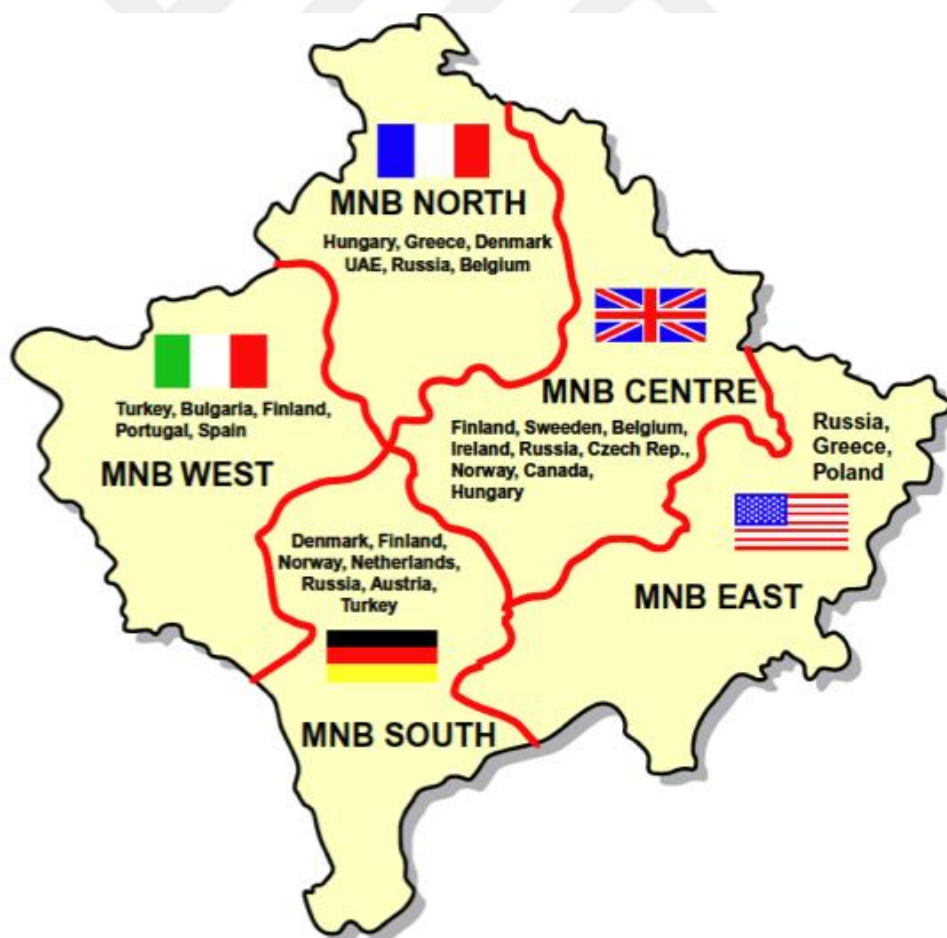 MNB NORTH
Hungary, Greece, Denmark
UAE, Russia, Belgium
Turkey, Bulgaria, Finland,
Portugal, Spain
MNB WEST
MNB CENTRE
Finland, Sweeden, Belgium,
Ireland, Russia, Czech Rep.,
Norway, Canada,
Hungary
Russia,
Greece,
Poland
MNB EAST
Denmark, Finland,
Norway, Netherlands,
Russia, Austria,
Turkey
MNB SOUTH